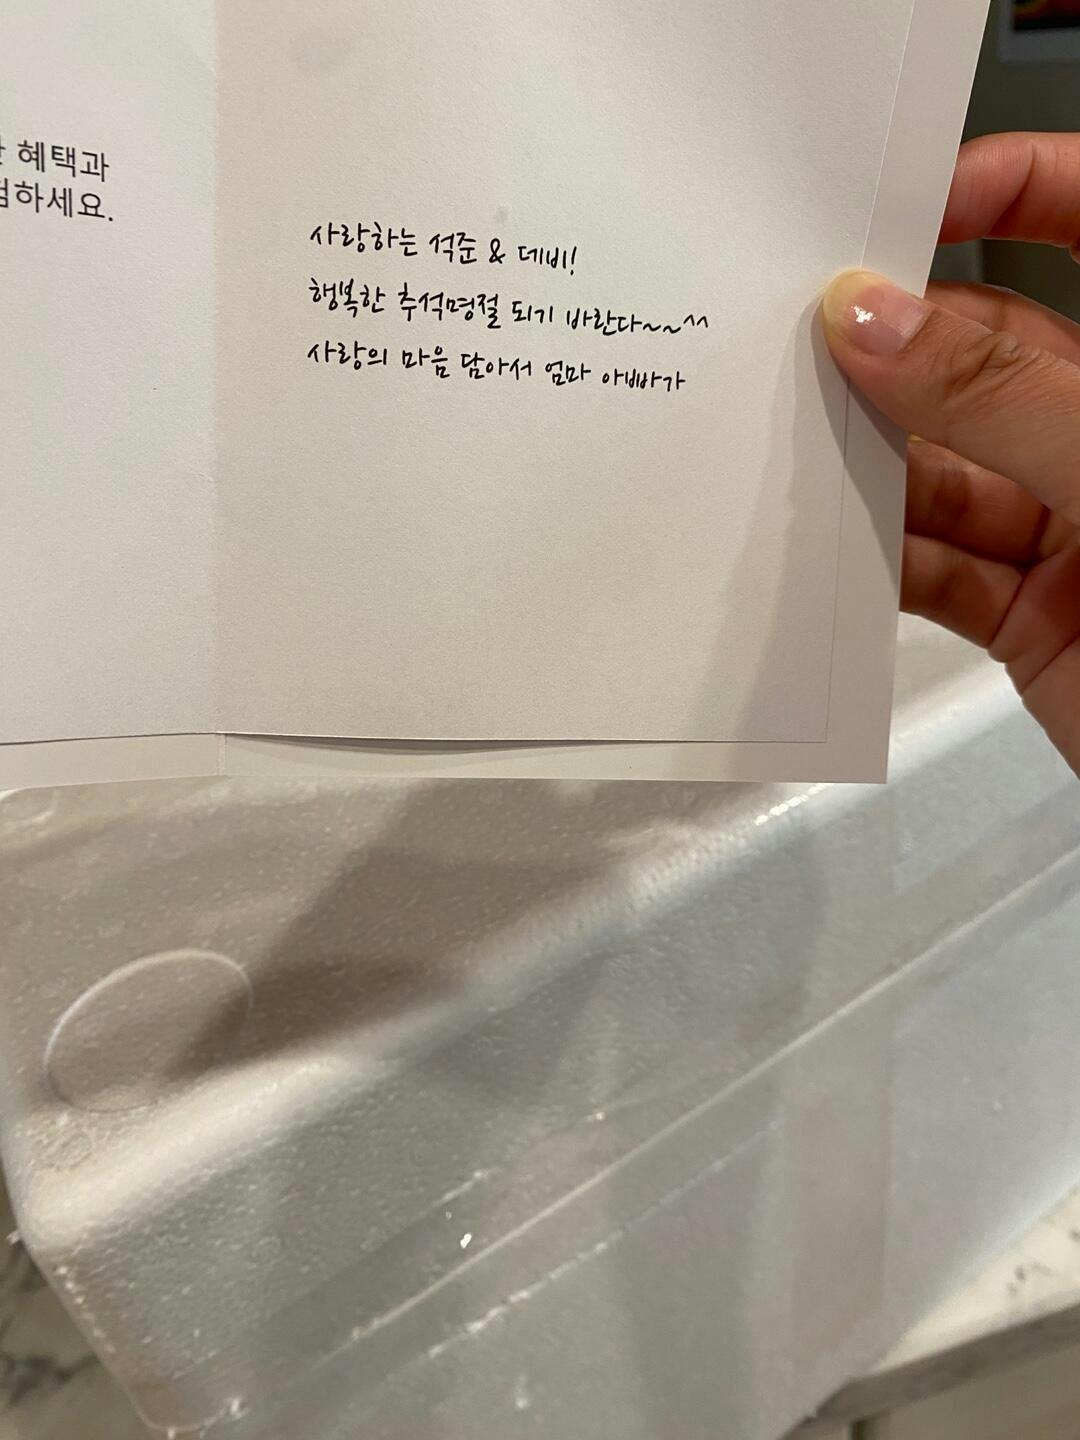 혜택과
하세요.
사랑하는 석준 & 데비!
행복한 추석명절 되기 바란다~~^^
사랑의 마음 담아서 엄마 아빠가